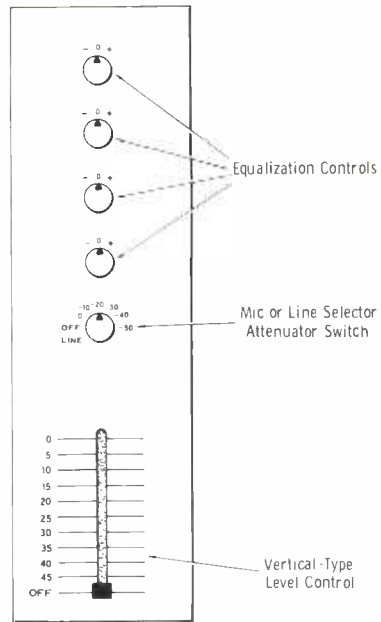 - 0 +
- 0 +
- 0 +
- 0 +
Equalization Controls
-10 -20 30
0 -40
OFF -50
LINE
Mic or Line Selector
Attenuator Switch
0
5
10
15
20
25
30
35
40
45
OFF
Vertical-Type
Level Control